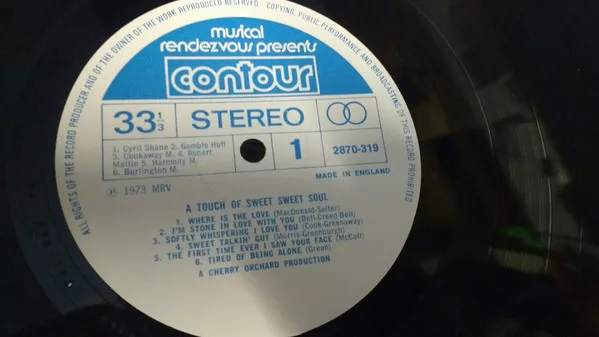 ALL RIGHTS OF THE RECORD PRODUCER AND OF THE OWNER OF THE WORK REPRODUCED RESERVED. COPYING, PUBLIC PERFORMANCE AND BROADCASTING OF THIS RECORD PROHIBITED
musical
rendezvous presents
contour
33 1/3 STEREO
1. Cyril Shane 2. Gamble Huff
3. Cookaway M. 4. Robert
Mellin 5. Harmony M.
6. Burlington M.
1 2870-319
MADE IN ENGLAND
℗ 1973 MRV
A TOUCH OF SWEET SWEET SOUL
1. WHERE IS THE LOVE (MacDonald-Salter)
2. I'M STONE IN LOVE WITH YOU (Bell-Creed-Bell)
3. SOFTLY WHISPERING I LOVE YOU (Cook-Greenaway)
4. SWEET TALKIN' GUY (Morris-Greenburgh)
5. THE FIRST TIME EVER I SAW YOUR FACE (McColl)
6. TIRED OF BEING ALONE (Green)
A CHERRY ORCHARD PRODUCTION